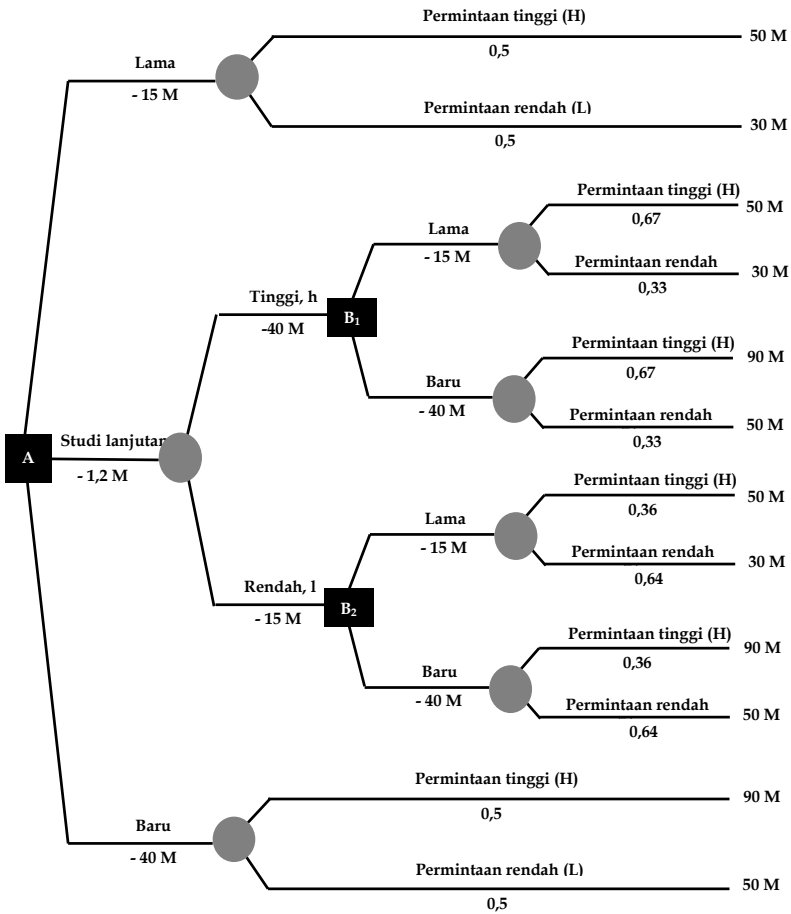 Permintaan tinggi (H)
50 M
0,5
Lama
- 15 M
Permintaan rendah (L)
30 M
0,5
Permintaan tinggi (H)
50 M
0,67
Lama
- 15 M
Permintaan rendah
30 M
0,33
Tinggi, h
-40 M
B1
Permintaan tinggi (H)
90 M
0,67
Baru
- 40 M
Permintaan rendah
50 M
0,33
Studi lanjutan
A
- 1,2 M
Permintaan tinggi (H)
50 M
0,36
Lama
- 15 M
Permintaan rendah
30 M
0,64
Rendah, l
- 15 M
B2
Permintaan tinggi (H)
90 M
0,36
Baru
- 40 M
Permintaan rendah
50 M
0,64
Permintaan tinggi (H)
90 M
0,5
Baru
- 40 M
Permintaan rendah (L)
50 M
0,5